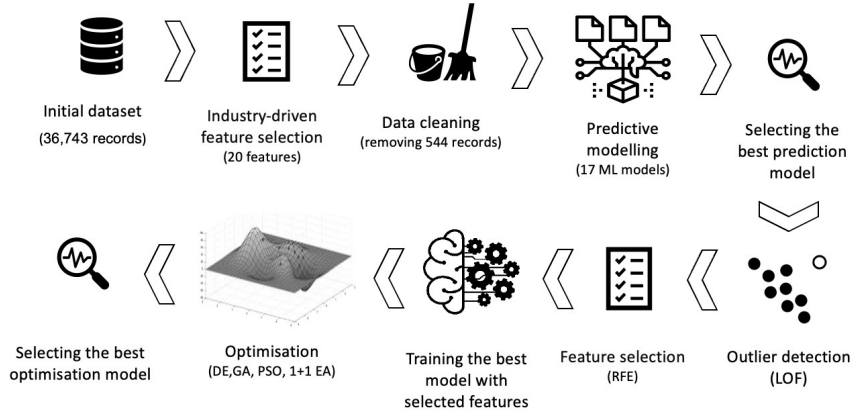 Initial dataset
(36,743 records)
Industry-driven
feature selection
(20 features)
Data cleaning
(removing 544 records)
Predictive
modelling
(17 ML models)
Selecting the
best prediction
model
Outlier detection
(LOF)
Feature selection
(RFE)
Training the best
model with
selected features
Optimisation
(DE,GA, PSO, 1+1 EA)
Selecting the best
optimisation model